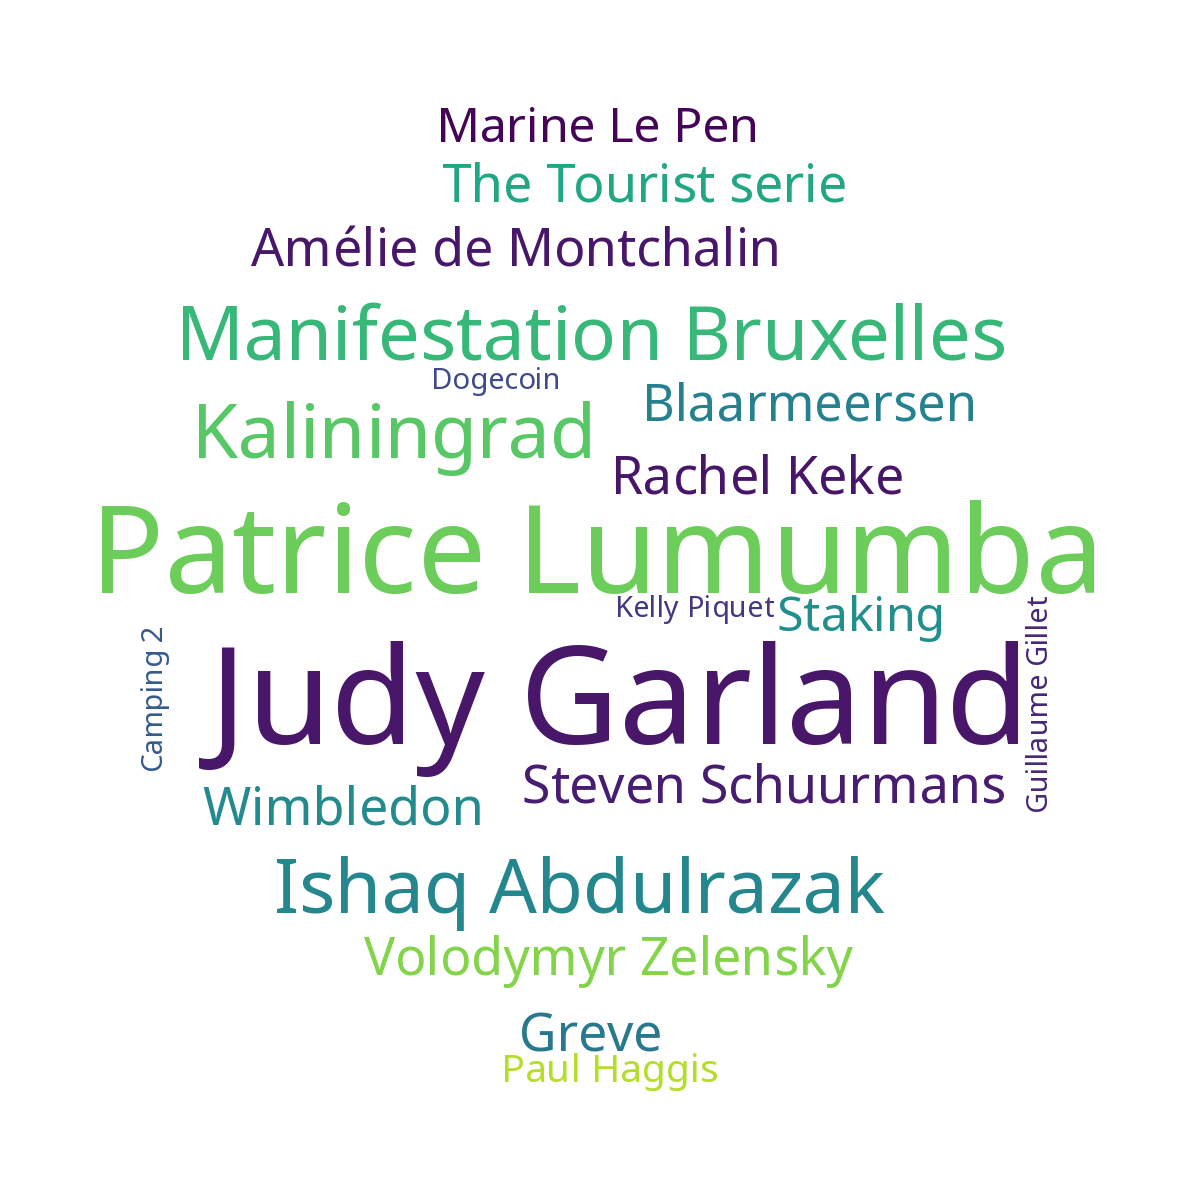 Marine Le Pen
The Tourist serie
Amélie de Montchalin
Manifestation Bruxelles
Dogecoin
Blaarmeersen
Kaliningrad
Rachel Keke
Patrice Lumumba
Kelly Piquet
Staking
Guillaume Gillet
Camping 2
Judy Garland
Steven Schuurmans
Wimbledon
Ishaq Abdulrazak
Volodymyr Zelensky
Greve
Paul Haggis